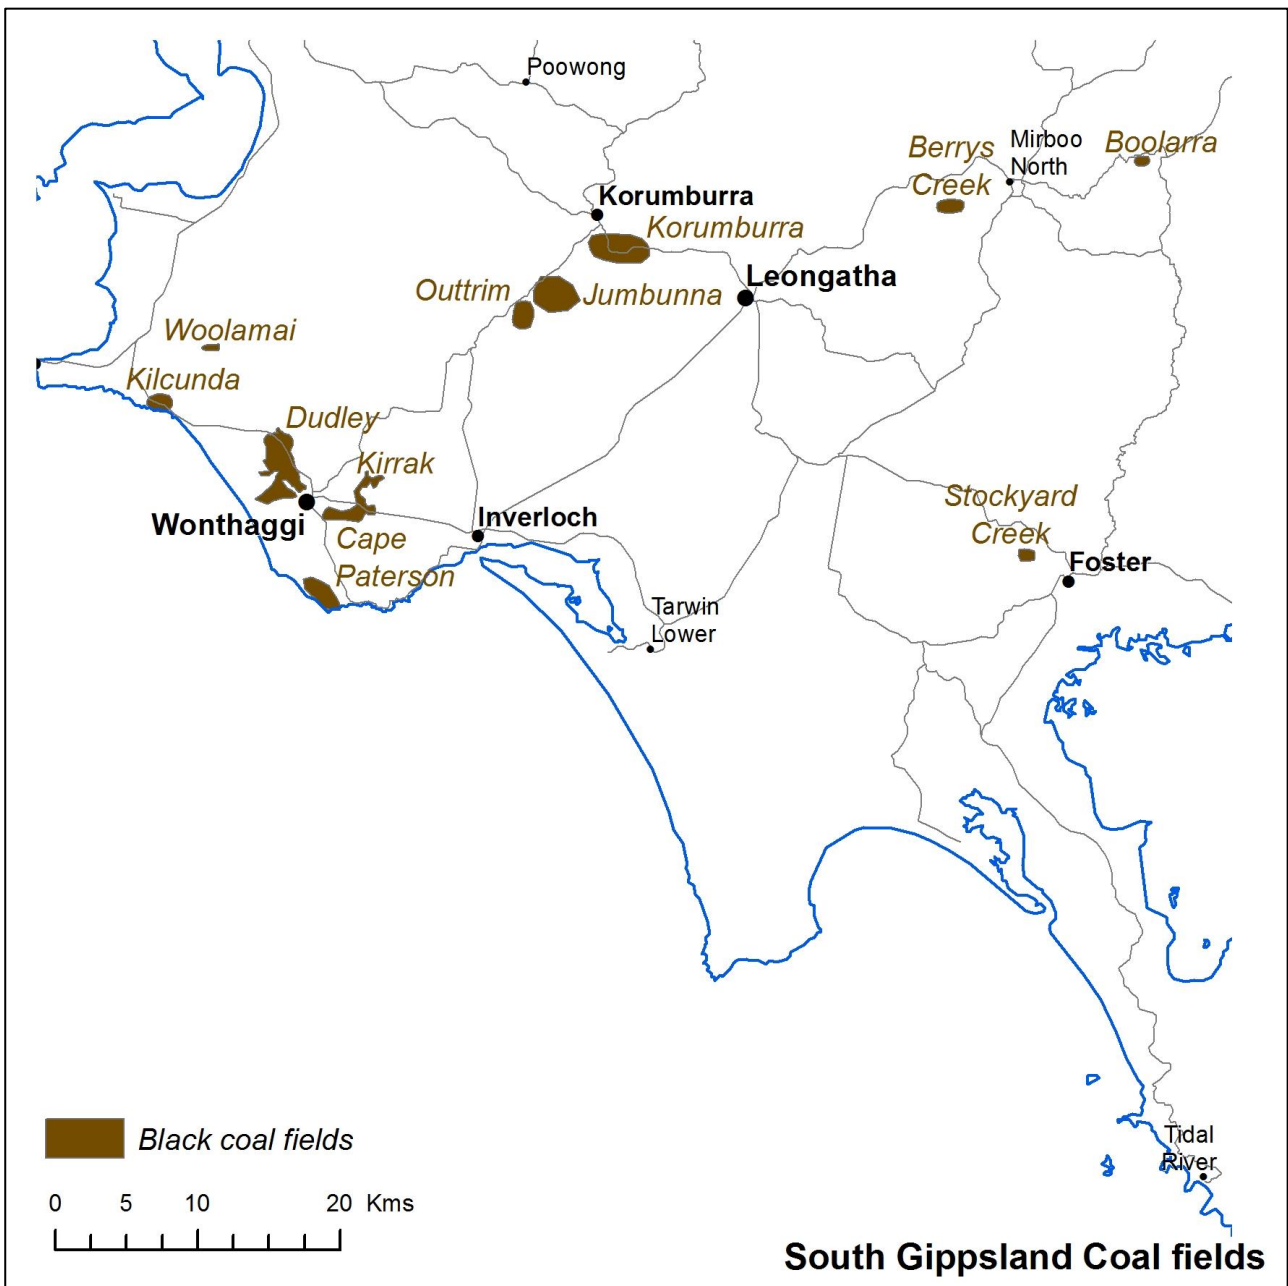 Poowong
Berrys
Creek
Mirboo
North
Boolarra
Korumburra
Korumburra
Leongatha
Outtrim
Jumbunna
Woolamai
Kilcunda
Dudley
Kirrak
Wonthaggi
Inverloch
Cape
Paterson
Stockyard
Creek
Foster
Tarwin
Lower
Black coal fields
0 5 10 20 Kms
Tidal
River
South Gippsland Coal fields